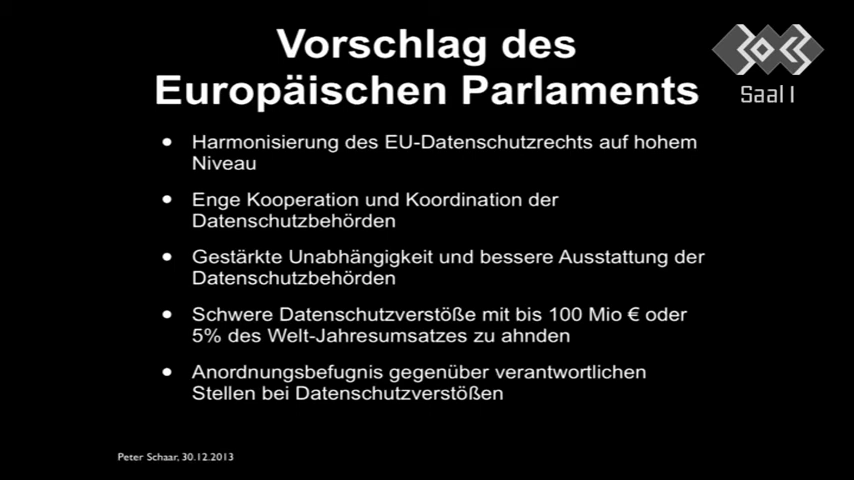 Vorschlag des
Europäischen Parlaments
30C3
Saal 1
• Harmonisierung des EU-Datenschutzrechts auf hohem
Niveau
• Enge Kooperation und Koordination der
Datenschutzbehörden
• Gestärkte Unabhängigkeit und bessere Ausstattung der
Datenschutzbehörden
• Schwere Datenschutzverstöße mit bis 100 Mio € oder
5% des Welt-Jahresumsatzes zu ahnden
• Anordnungsbefugnis gegenüber verantwortlichen
Stellen bei Datenschutzverstößen
Peter Schaar, 30.12.2013